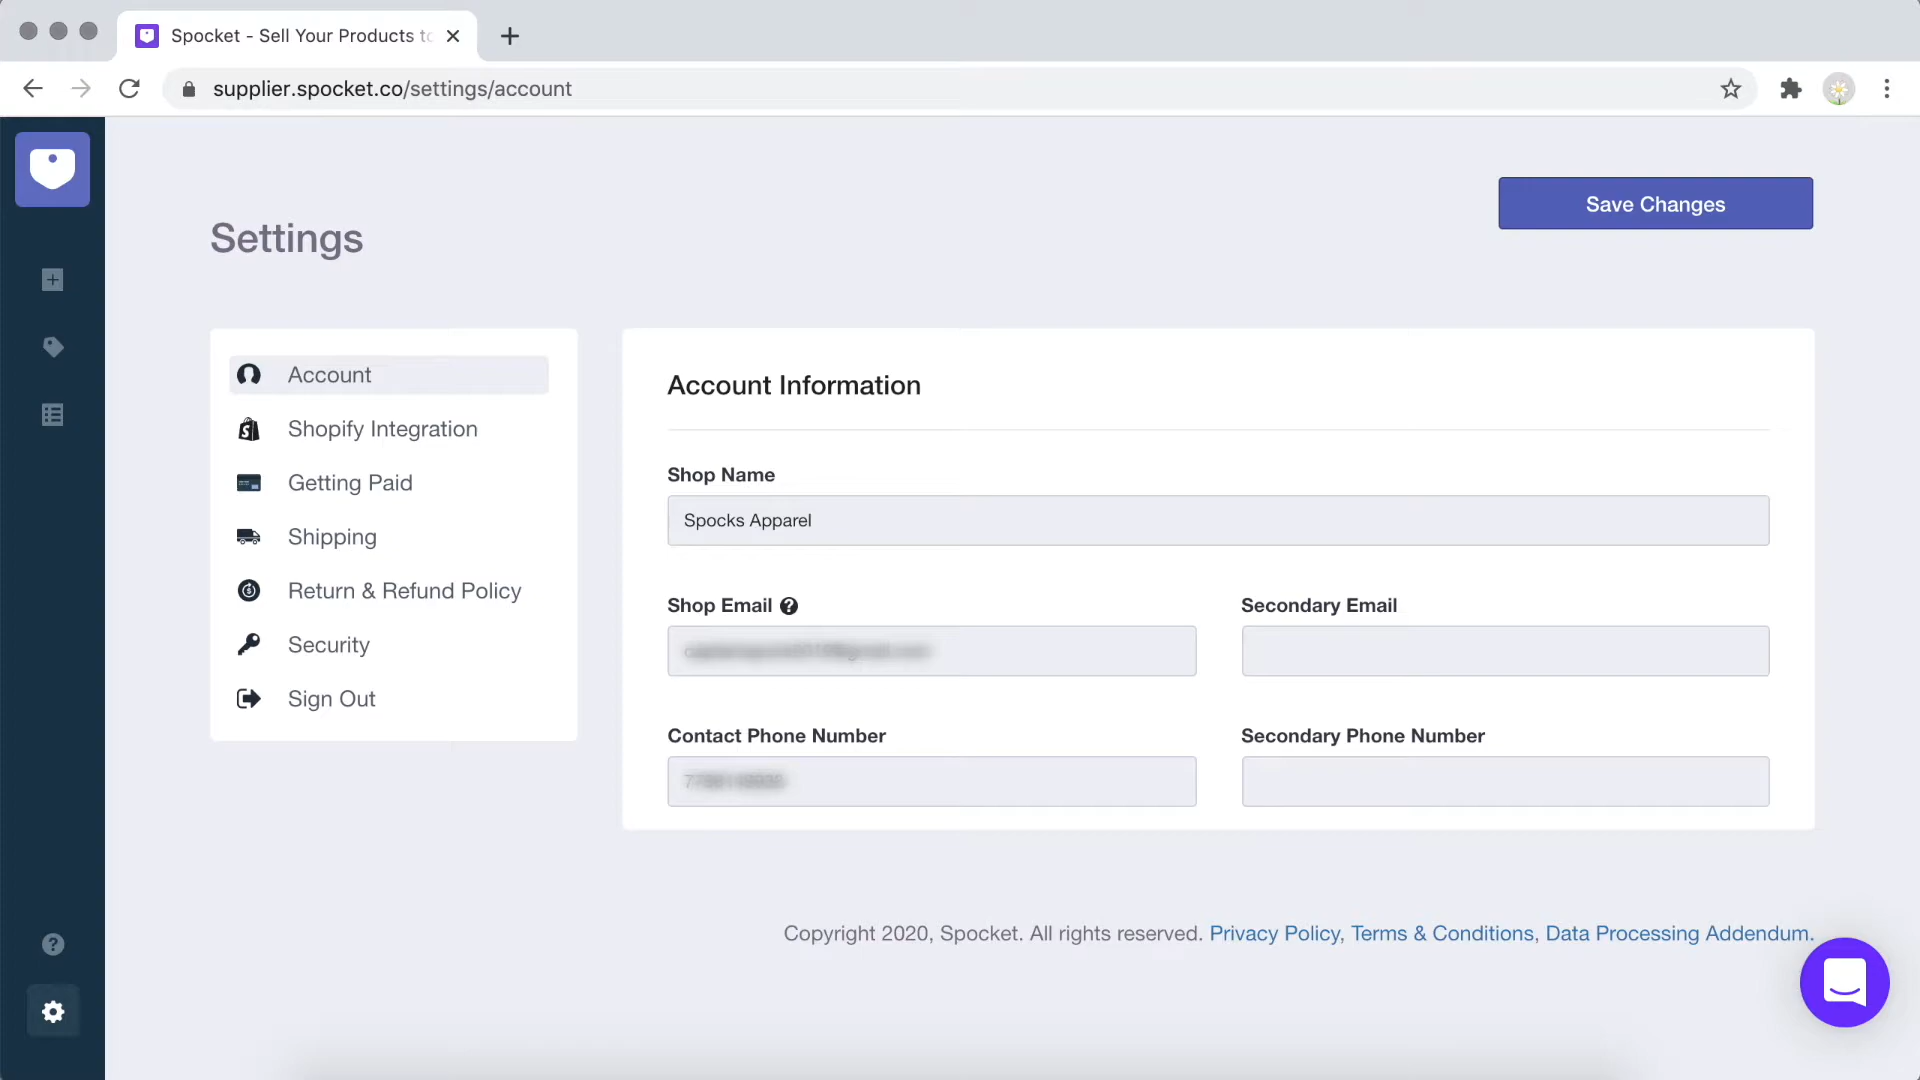 Spocket - Sell Your Products to
supplier.spocket.co/settings/account
Save Changes
Settings
Account
Shopify Integration
Getting Paid
Shipping
Return & Refund Policy
Security
Sign Out
Account Information
Shop Name
Spocks Apparel
Shop Email
Secondary Email
Contact Phone Number
Secondary Phone Number
Copyright 2020, Spocket. All rights reserved. Privacy Policy, Terms & Conditions, Data Processing Addendum.